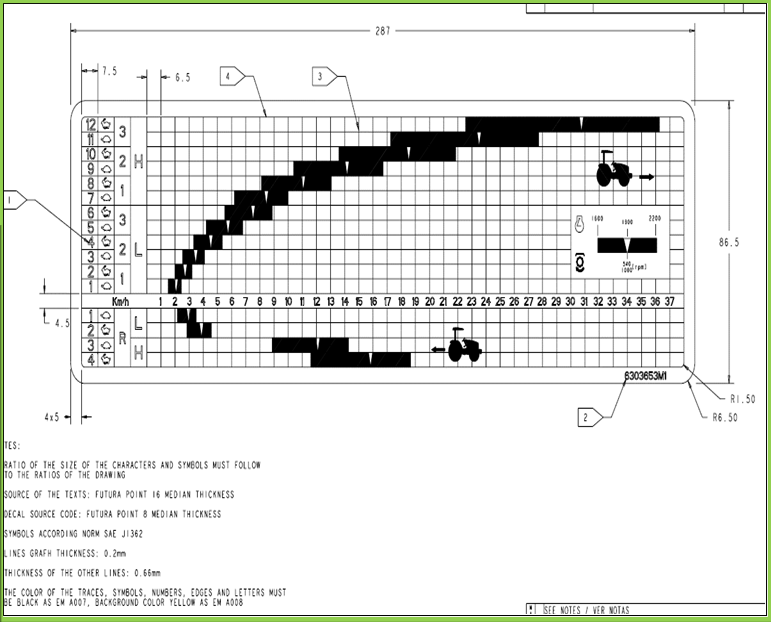 287
7.5
6.5
4
3
12
3
11
10
2
H
9
8
1
7
6
3
5
4
2
L
3
2
1
1
1
1600
1900
2200
540
1000
[rpm]
86.5
Km/h 1 2 3 4 5 6 7 8 9 10 11 12 13 14 15 16 17 18 19 20 21 22 23 24 25 26 27 28 29 30 31 32 33 34 35 36 37
4.5
1
L
2
R
3
H
4
6303653M1
R1.50
R6.50
2
4x5
TES:
RATIO OF THE SIZE OF THE CHARACTERS AND SYMBOLS MUST FOLLOW
TO THE RATIOS OF THE DRAWING
SOURCE OF THE TEXTS: FUTURA POINT 16 MEDIAN THICKNESS
DECAL SOURCE CODE: FUTURA POINT 8 MEDIAN THICKNESS
SYMBOLS ACCORDING NORM SAE J1362
LINES GRAFH THICKNESS: 0.2mm
THICKNESS OF THE OTHER LINES: 0.66mm
THE COLOR OF THE TRACES, SYMBOLS, NUMBERS, EDGES AND LETTERS MUST
BE BLACK AS EM A007, BACKGROUND COLOR YELLOW AS EM A008
SEE NOTES / VER NOTAS